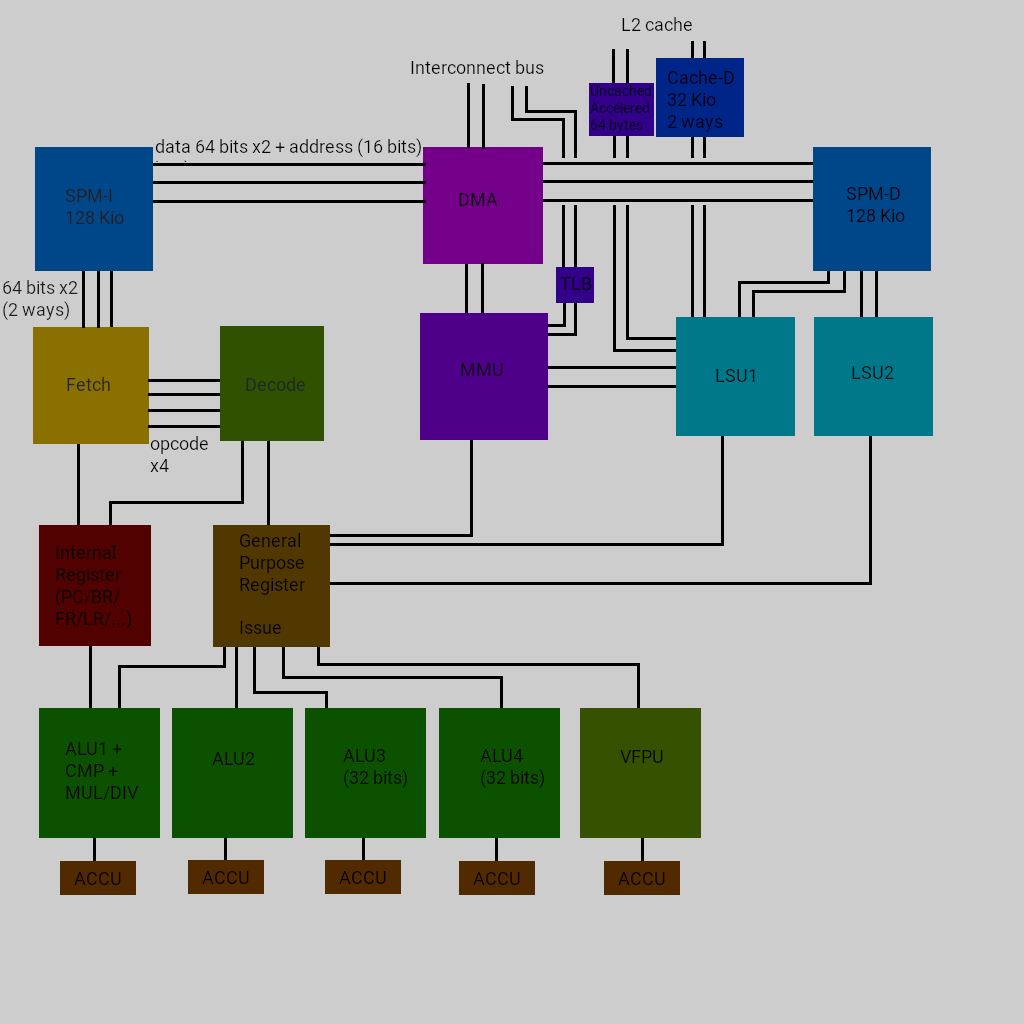 L2 cache
Interconnect bus
Cache-D
32 Kio
2 ways
Uncached
Accelered
64 bytes
data 64 bits x2 + address (16 bits)
SPM-I
128 Kio
DMA
SPM-D
128 Kio
64 bits x2
(2 ways)
TLB
Fetch
Decode
MMU
LSU1
LSU2
opcode
x4
Internal
Register
(PC/BR/
FR/LR/...)
General
Purpose
Register
Issue
ALU1 +
CMP +
MUL/DIV
ALU2
ALU3
(32 bits)
ALU4
(32 bits)
VFPU
ACCU
ACCU
ACCU
ACCU
ACCU